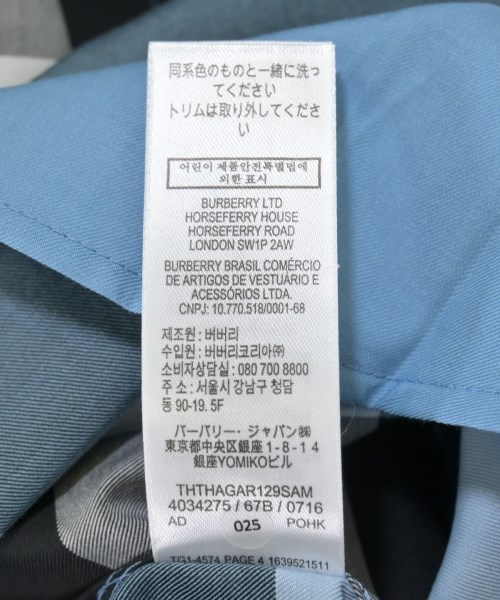 同系色のものと一緒に洗っ
てください
トリムは取り外してくださ
い
어린이 제품안전특별법에
의한 표시
BURBERRY LTD
HORSEFERRY HOUSE
HORSEFERRY ROAD
LONDON SW1P 2AW
BURBERRY BRASIL COMÉRCIO
DE ARTIGOS DE VESTUÁRIO E
ACESSÓRIOS LTDA.
CNPJ: 10.770.518/0001-68
제조원 : 버버리
수입원 : 버버리코리아㈜
소비자상담실 : 080 700 8800
주 소 : 서울시 강남구 청담
동 90-19. 5F
バーバリー・ジャパン㈱
東京都中央区銀座1-8-14
銀座YOMIKOビル
THTHAGAR129SAM
4034275 / 67B / 0716
AD 025 POHK
TG1-4574 PAGE 4 1639521511